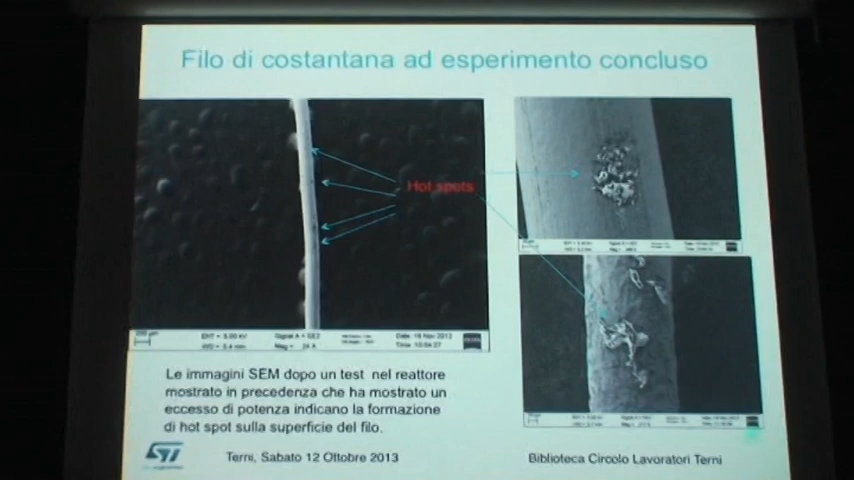 Filo di costantana ad esperimento concluso
Hot spots
Le immagini SEM dopo un test nel reattore
mostrato in precedenza che ha mostrato un
eccesso di potenza indicano la formazione
di hot spot sulla superficie del filo.
Terni, Sabato 12 Ottobre 2013
Biblioteca Circolo Lavoratori Terni